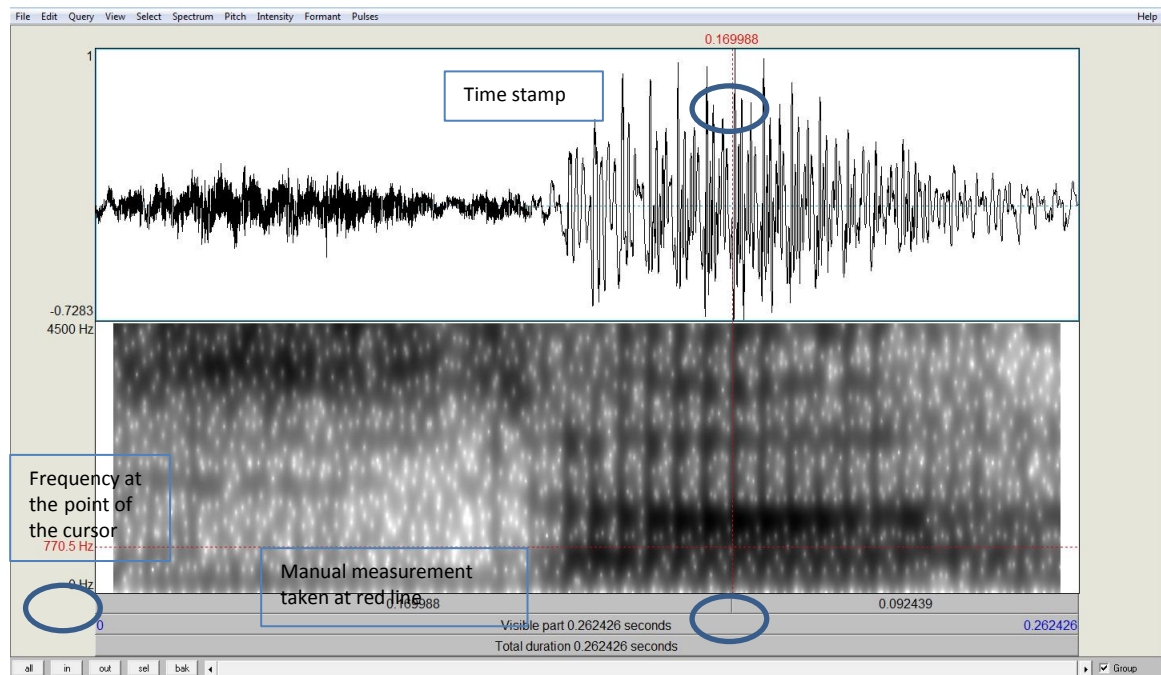 File Edit Query View Select Spectrum Pitch Intensity Formant Pulses Help
0.169988
1
Time stamp
-0.7283
4500 Hz
Frequency at
the point of
the cursor
770.5 Hz
0 Hz
Manual measurement
taken at red line
0.169988 0.092439
0 Visible part 0.262426 seconds 0.262426
Total duration 0.262426 seconds
all in out sel bak Group